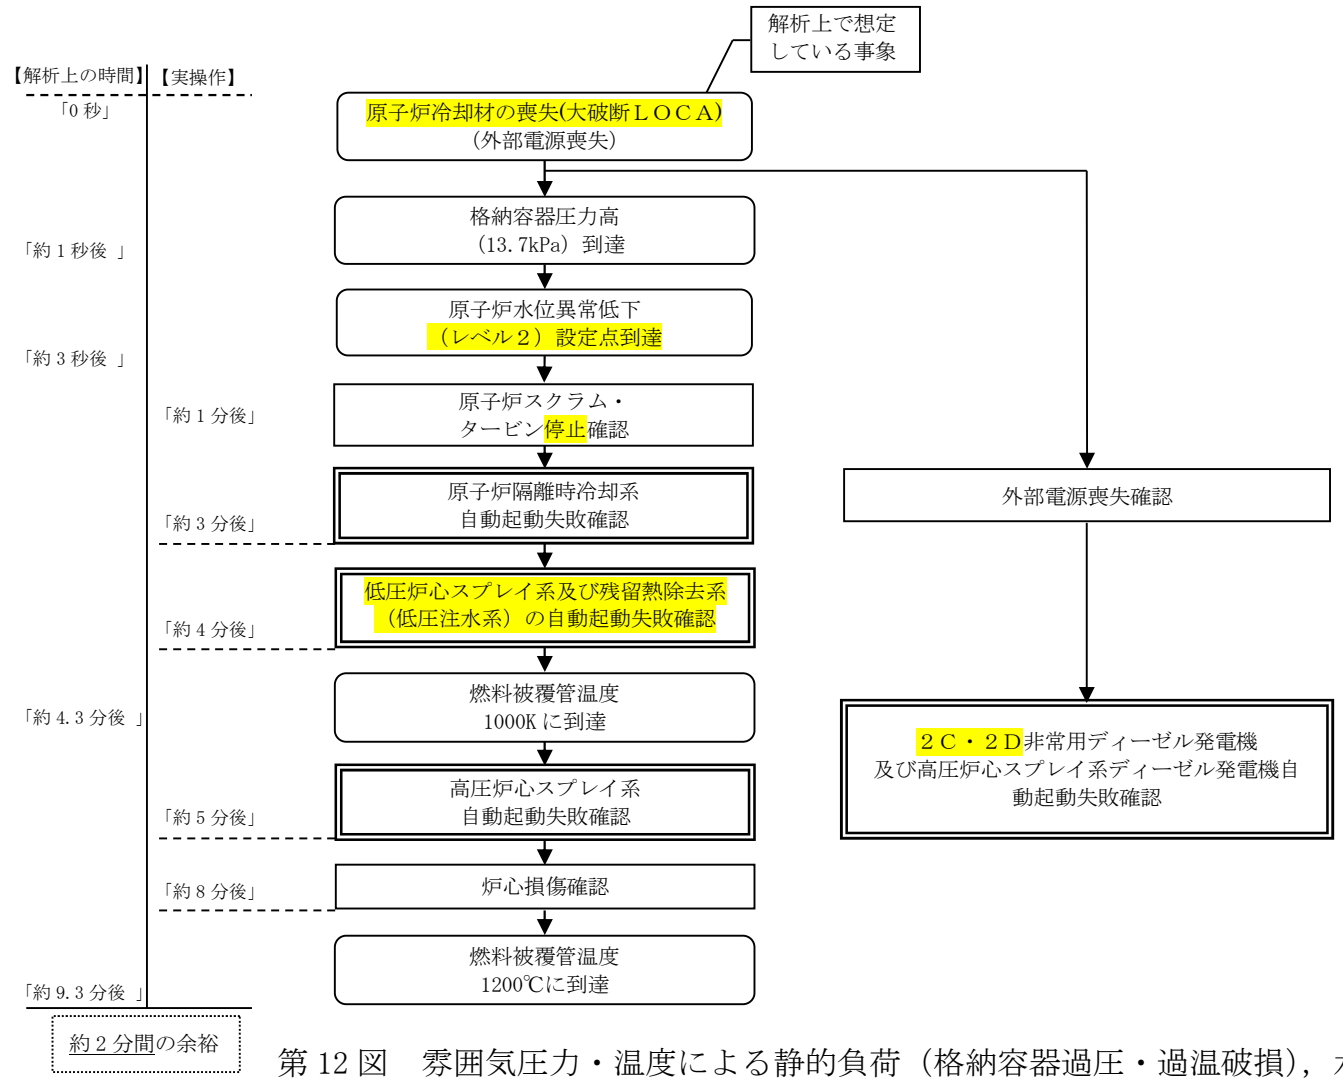 解析上で想定
している事象
【解析上の時間】
【実操作】
「0 秒」
原子炉冷却材の喪失(大破断ＬＯＣＡ)
（外部電源喪失）
格納容器圧力高
（13.7kPa）到達
「約 1 秒後 」
原子炉水位異常低下
（レベル２）設定点到達
「約 3 秒後 」
原子炉スクラム・
タービン停止確認
「約 1 分後」
原子炉隔離時冷却系
自動起動失敗確認
「約 3 分後」
外部電源喪失確認
低圧炉心スプレイ系及び残留熱除去系
（低圧注水系）の自動起動失敗確認
「約 4 分後」
燃料被覆管温度
1000K に到達
「約 4.3 分後 」
２Ｃ・２Ｄ非常用ディーゼル発電機
及び高圧炉心スプレイ系ディーゼル発電機自
動起動失敗確認
高圧炉心スプレイ系
自動起動失敗確認
「約 5 分後」
炉心損傷確認
「約 8 分後」
燃料被覆管温度
1200℃に到達
「約 9.3 分後 」
約 2 分間の余裕
第 12 図　雰囲気圧力・温度による静的負荷（格納容器過圧・過温破損），